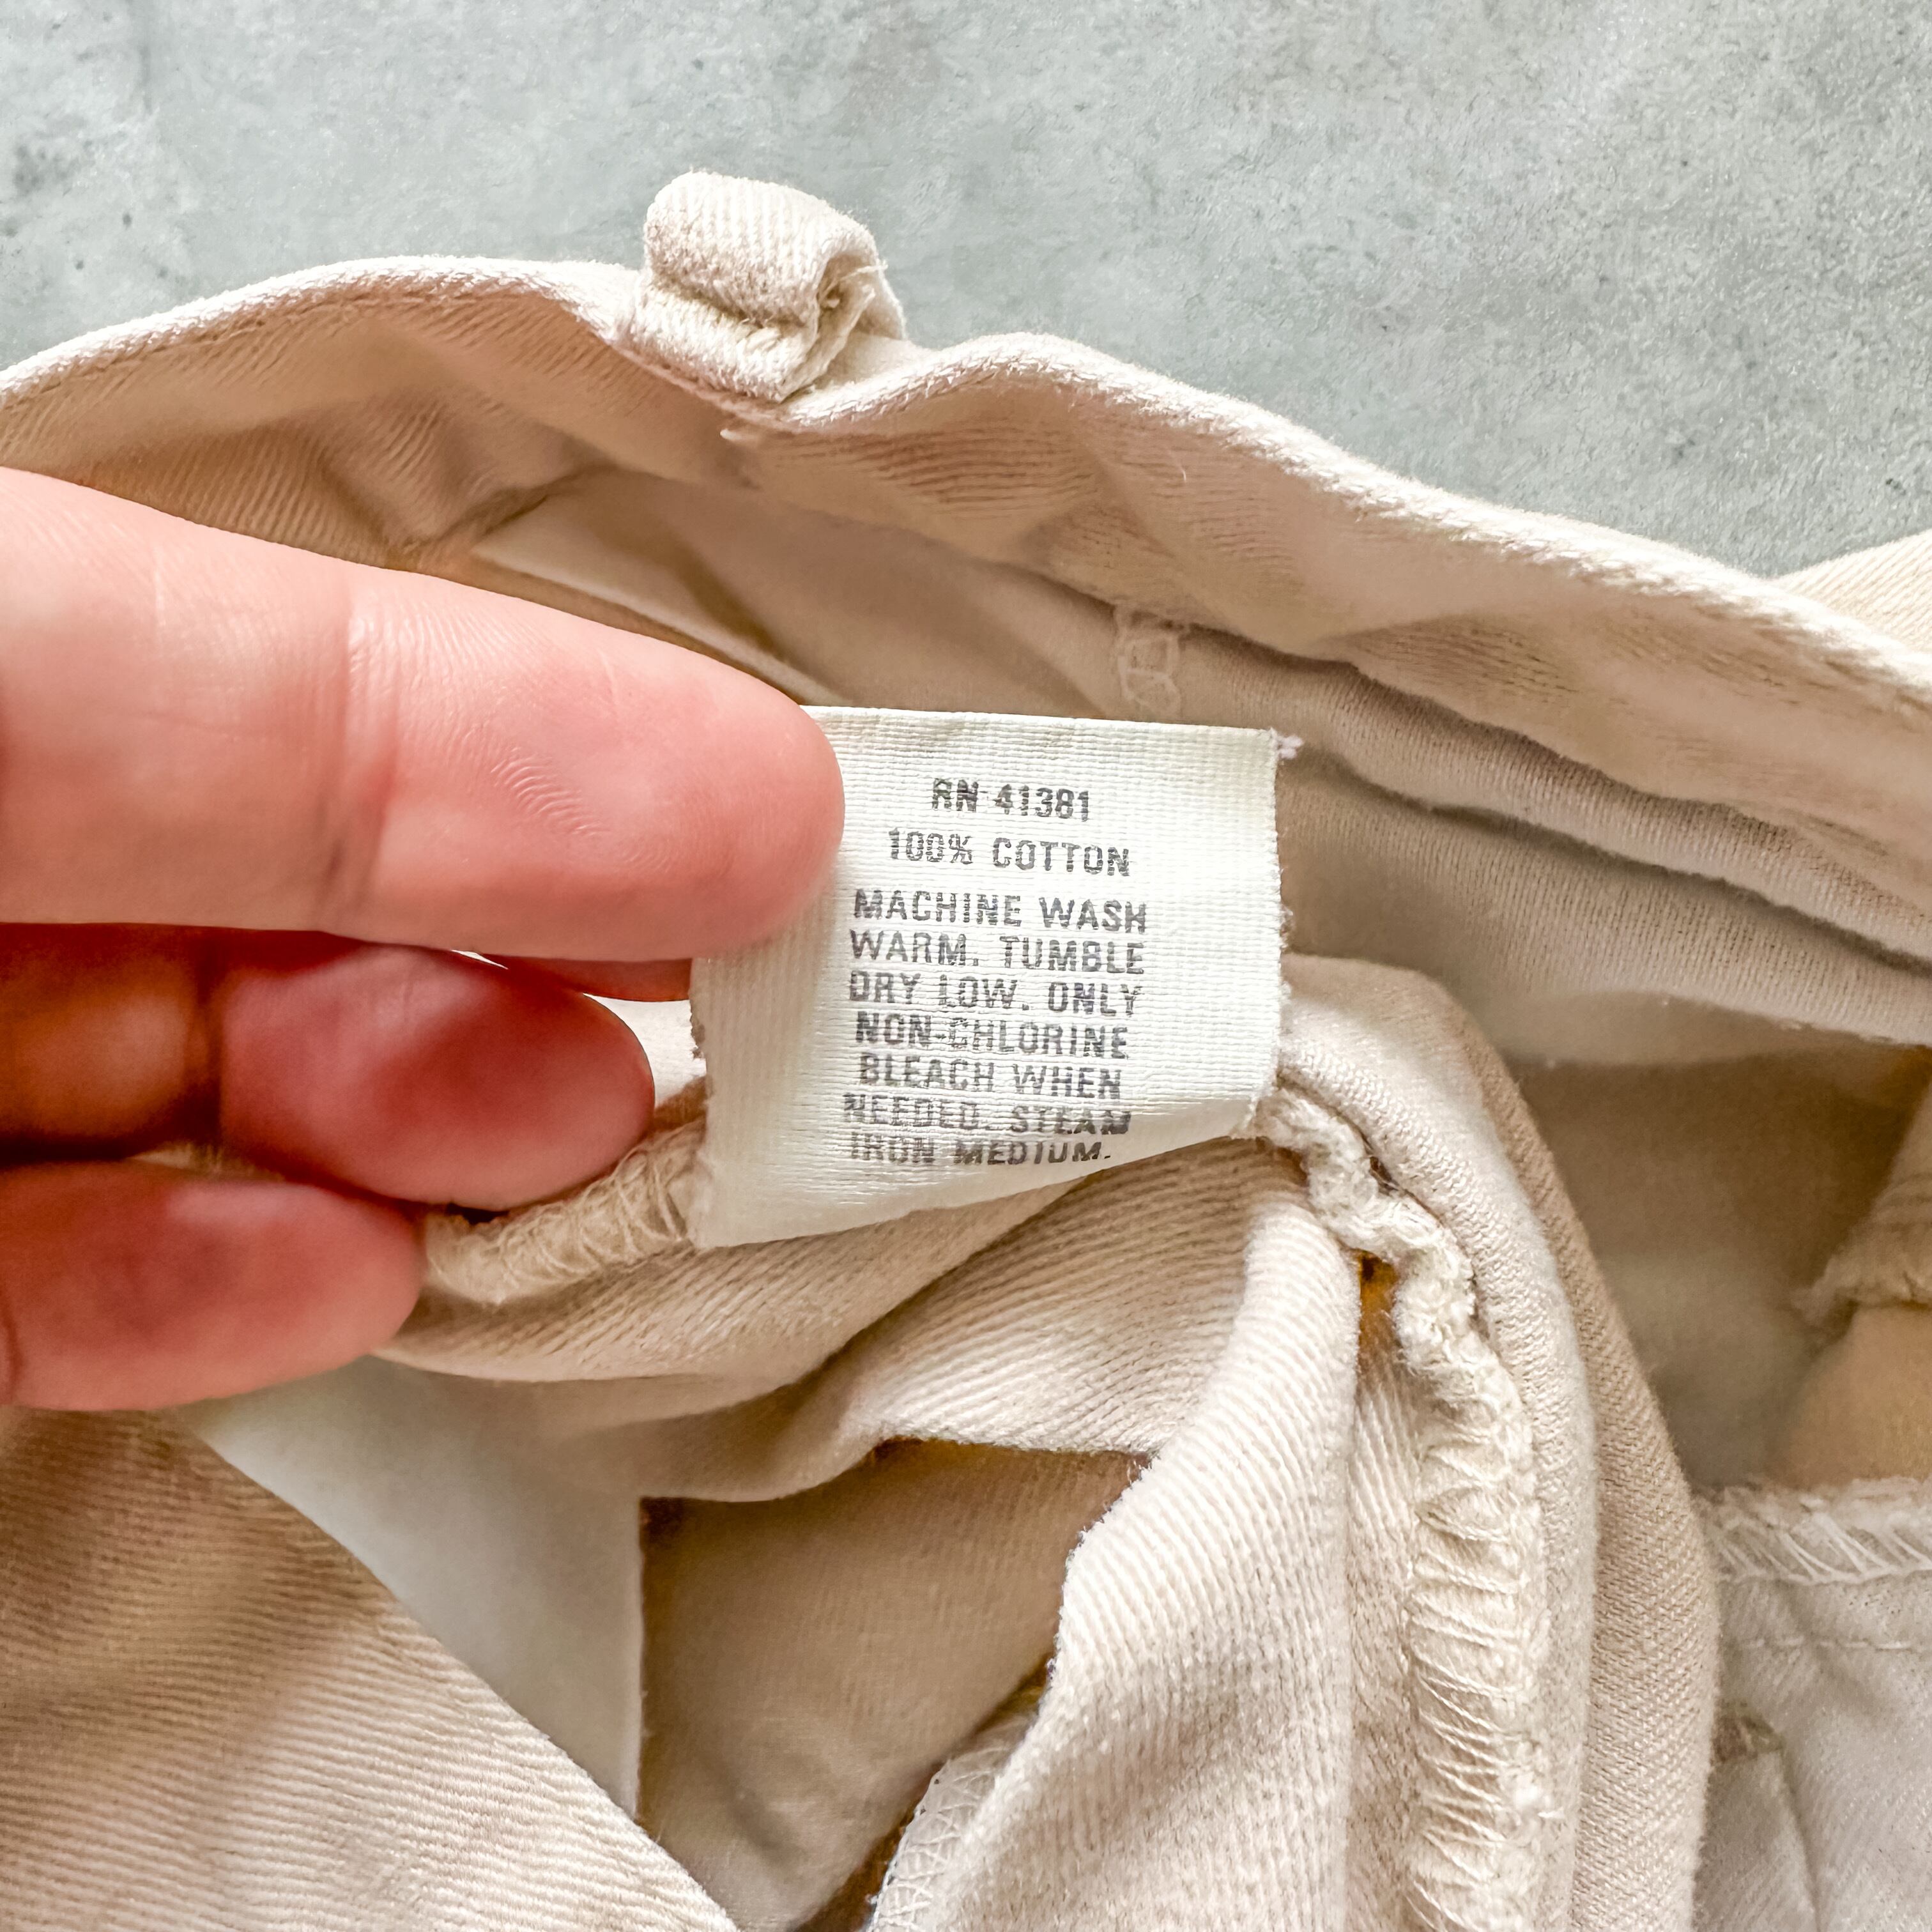 RN 41381
100% COTTON
MACHINE WASH
WARM. TUMBLE
DRY LOW. ONLY
NON-CHLORINE
BLEACH WHEN
NEEDED. STEAM
IRON MEDIUM.